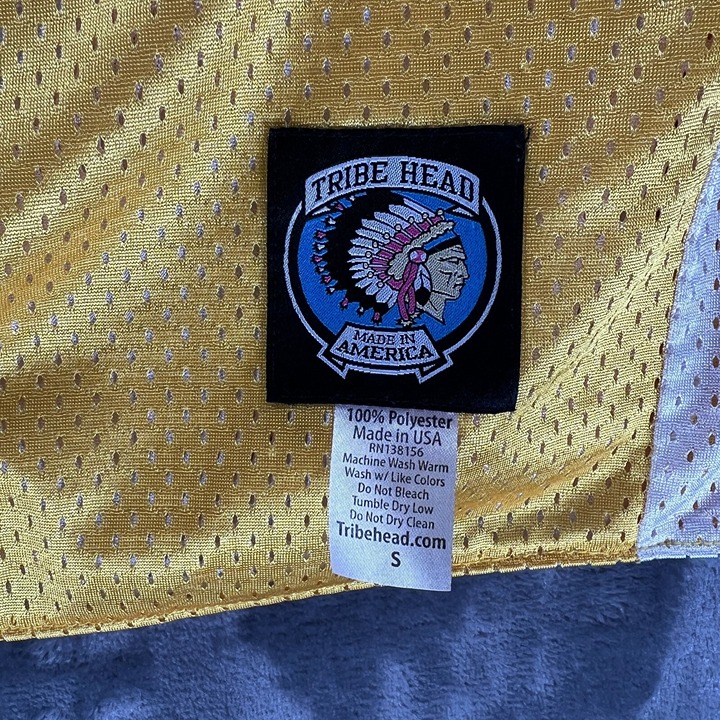 TRIBE HEAD
MADE IN
AMERICA
100% Polyester
Made in USA
RN138156
Machine Wash Warm
Wash w/ Like Colors
Do Not Bleach
Tumble Dry Low
Do Not Dry Clean
Tribehead.com
S